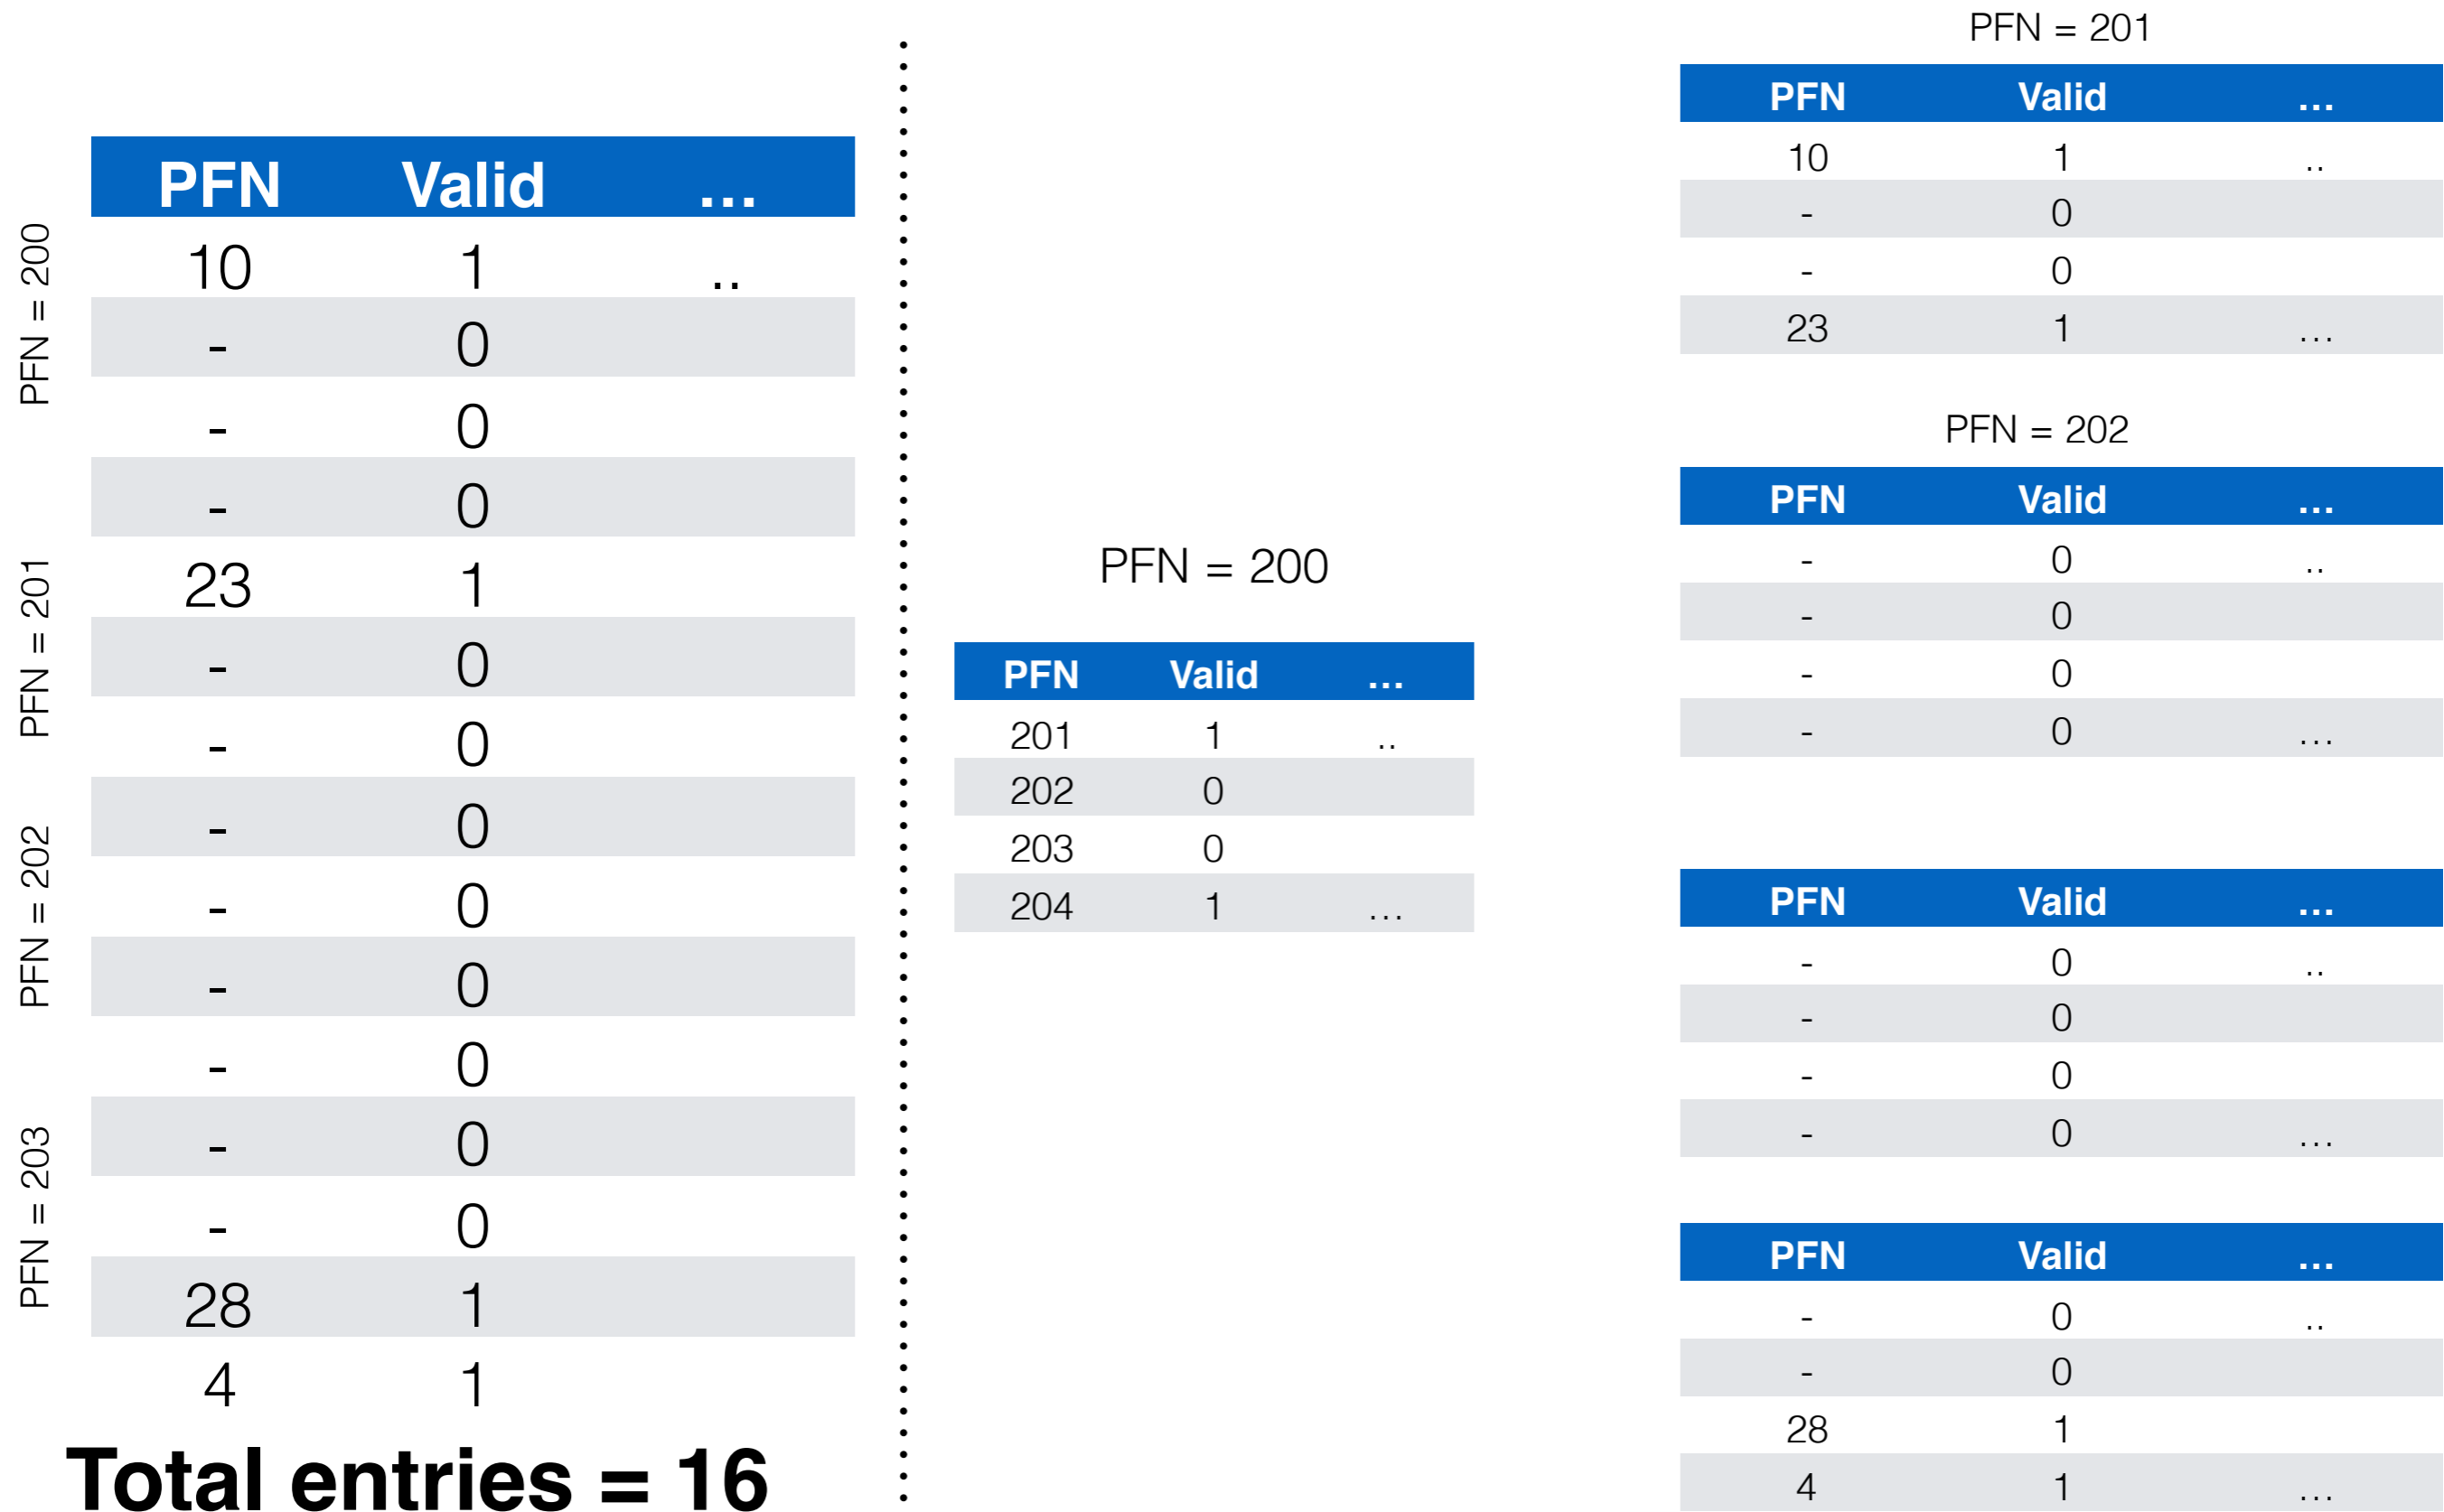 PFN = 200
PFN = 201
PFN = 202
PFN = 203
PFN Valid ...
10 1 ..
- 0
- 0
- 0
23 1
- 0
- 0
- 0
- 0
- 0
- 0
- 0
- 0
28 1
4 1
Total entries = 16
PFN = 200
PFN Valid ...
201 1 ..
202 0
203 0
204 1 ...
PFN = 201
PFN Valid ...
10 1 ..
- 0
- 0
23 1 ...
PFN = 202
PFN Valid ...
- 0 ..
- 0
- 0
- 0 ...
PFN Valid ...
- 0 ..
- 0
- 0
- 0 ...
PFN Valid ...
- 0 ..
- 0
28 1
4 1 ...